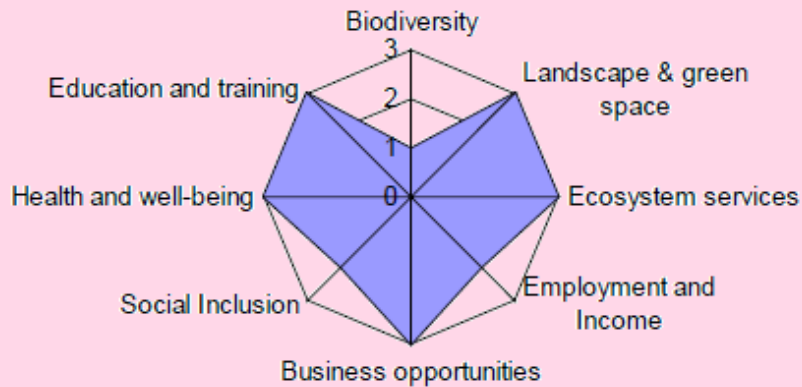 Biodiversity
3
Education and training
Landscape & green
space
2
1
Health and well-being
0
Ecosystem services
Social Inclusion
Employment and
Income
Business opportunities